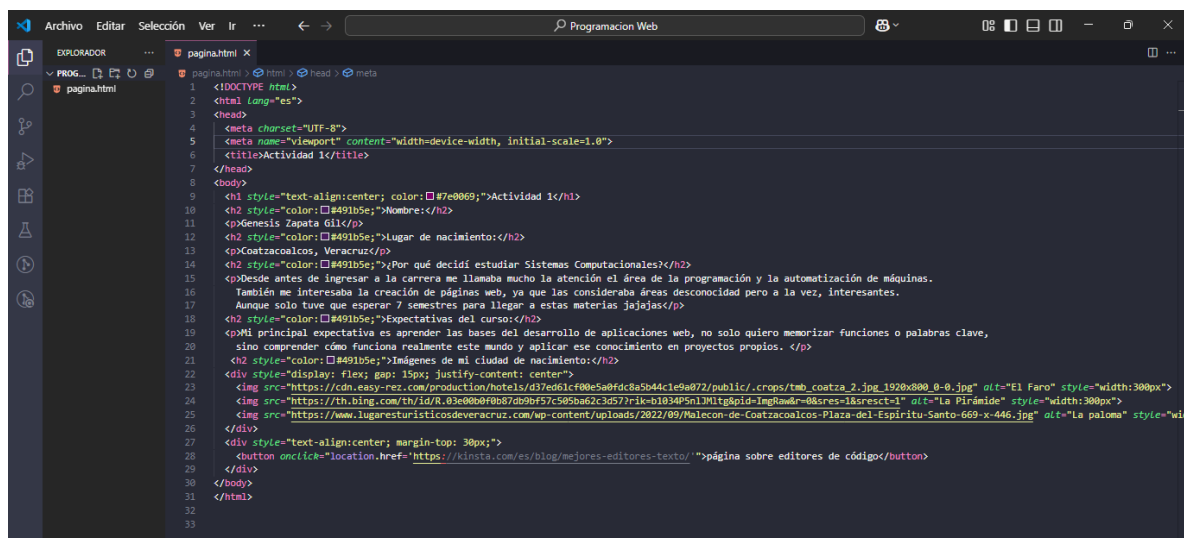 Archivo Editar Selección Ver Ir ··· Programacion Web
EXPLORADOR ··· pagina.html
PROG... pagina.html > html > head > meta
pagina.html
1 <!DOCTYPE html>
2 <html lang="es">
3 <head>
4 <meta charset="UTF-8">
5 <meta name="viewport" content="width=device-width, initial-scale=1.0">
6 <title>Actividad 1</title>
7 </head>
8 <body>
9 <h1 style="text-align:center; color:#7e0069;">Actividad 1</h1>
10 <h2 style="color:#491b5e;">Nombre:</h2>
11 <p>Genesis Zapata Gil</p>
12 <h2 style="color:#491b5e;">Lugar de nacimiento:</h2>
13 <p>Coatzacoalcos, Veracruz</p>
14 <h2 style="color:#491b5e;">¿Por qué decidí estudiar Sistemas Computacionales?</h2>
15 <p>Desde antes de ingresar a la carrera me llamaba mucho la atención el área de la programación y la automatización de máquinas.
16 También me interesaba la creación de páginas web, ya que las consideraba áreas desconocidad pero a la vez, interesantes.
17 Aunque solo tuve que esperar 7 semestres para llegar a estas materias jajajas</p>
18 <h2 style="color:#491b5e;">Expectativas del curso:</h2>
19 <p>Mi principal expectativa es aprender las bases del desarrollo de aplicaciones web, no solo quiero memorizar funciones o palabras clave,
20 sino comprender cómo funciona realmente este mundo y aplicar ese conocimiento en proyectos propios. </p>
21 <h2 style="color:#491b5e;">Imágenes de mi ciudad de nacimiento:</h2>
22 <div style="display: flex; gap: 15px; justify-content: center">
23 <img src="https://cdn.easy-rez.com/production/hotels/d37ed61cf00e5a0fdc8a5b44c1e9a072/public/.crops/tmb_coatza_2.jpg_1920x800_0-0.jpg" alt="El Faro" style="width:300px">
24 <img src="https://th.bing.com/th/id/R.03e00b0f0b87db9bf57c505ba62c3d57?rik=b1034P5nlJMltg&pid=ImgRaw&r=0&sres=1&sresct=1" alt="La Pirámide" style="width:300px">
25 <img src="https://www.lugaresturisticosdeveracruz.com/wp-content/uploads/2022/09/Malecon-de-Coatzacoalcos-Plaza-del-Espiritu-Santo-669-x-446.jpg" alt="La paloma" style="wi
26 </div>
27 <div style="text-align:center; margin-top: 30px;">
28 <button onclick="location.href='https://kinsta.com/es/blog/mejores-editores-texto/'">página sobre editores de código</button>
29 </div>
30 </body>
31 </html>
32
33